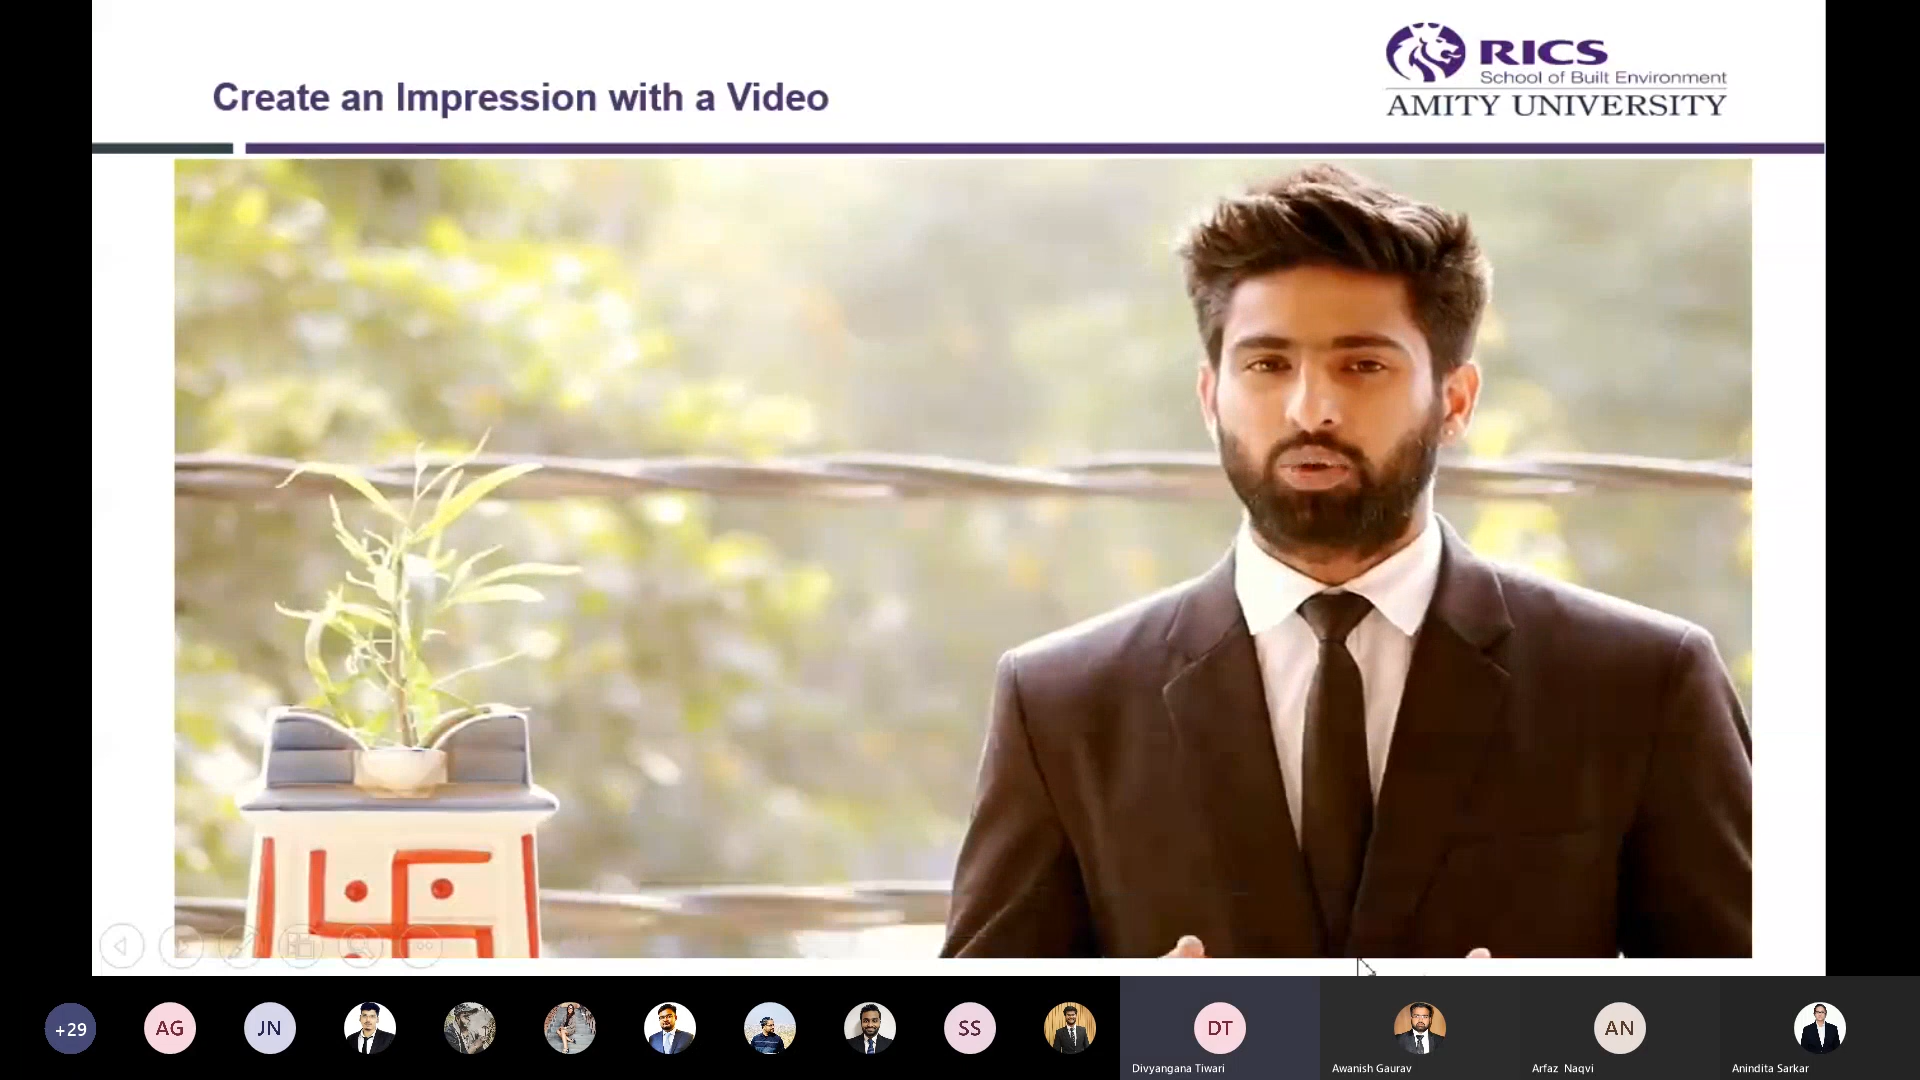 Create an Impression with a Video
RICS
School of Built Environment
AMITY UNIVERSITY
+29
AG
JN
SS
DT
AN
Divyangana Tiwari
Awanish Gaurav
Arfaz Naqvi
Anindita Sarkar